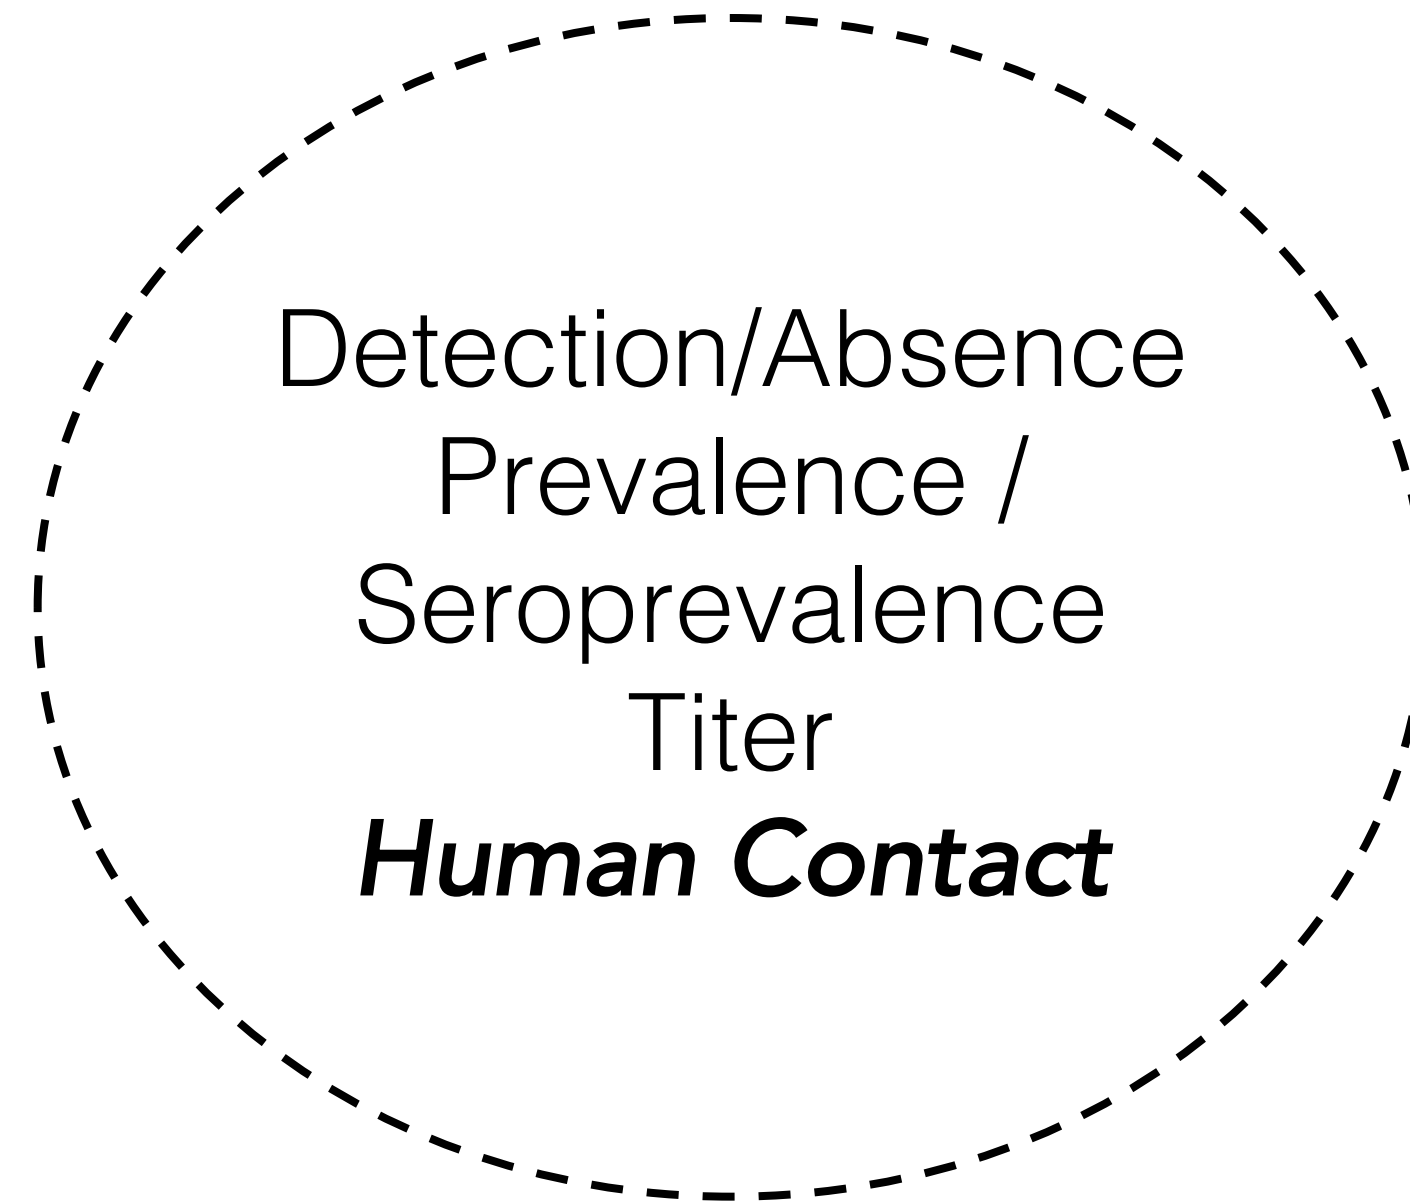 Detection/Absence
Prevalence /
Seroprevalence
Titer
Human Contact